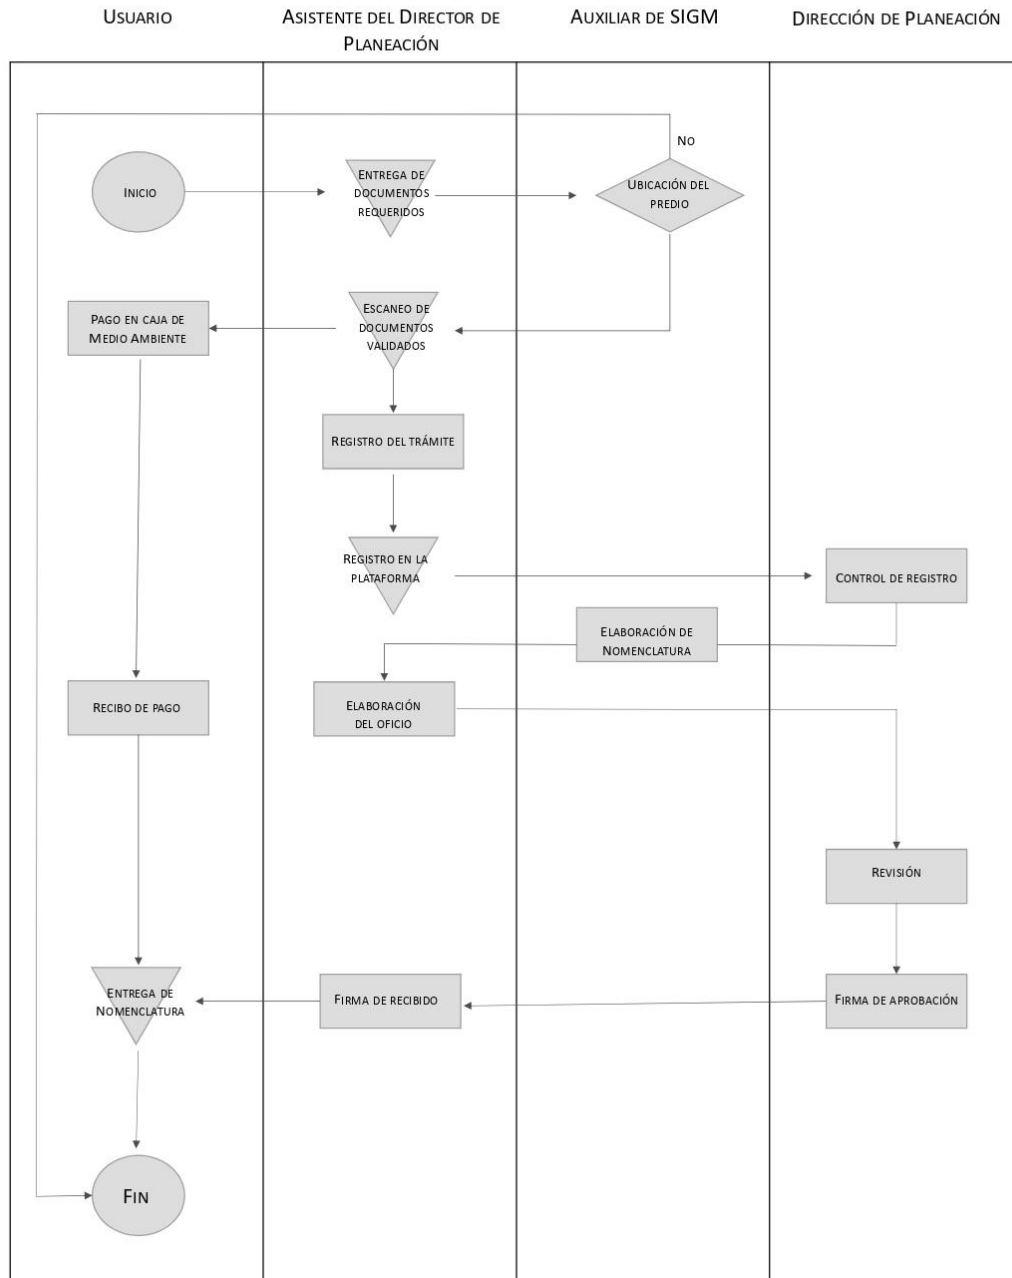 USUARIO
ASISTENTE DEL DIRECTOR DE
PLANEACIÓN
AUXILIAR DE SIGM
DIRECCIÓN DE PLANEACIÓN
NO
INICIO
ENTREGA DE
DOCUMENTOS
REQUERIDOS
UBICACIÓN DEL
PREDIO
PAGO EN CAJA DE
MEDIO AMBIENTE
ESCANEO DE
DOCUMENTOS
VALIDADOS
REGISTRO DEL TRÁMITE
REGISTRO EN LA
PLATAFORMA
CONTROL DE REGISTRO
ELABORACIÓN DE
NOMENCLATURA
RECIBO DE PAGO
ELABORACIÓN
DEL OFICIO
REVISIÓN
ENTREGA DE
NOMENCLATURA
FIRMA DE RECIBIDO
FIRMA DE APROBACIÓN
FIN